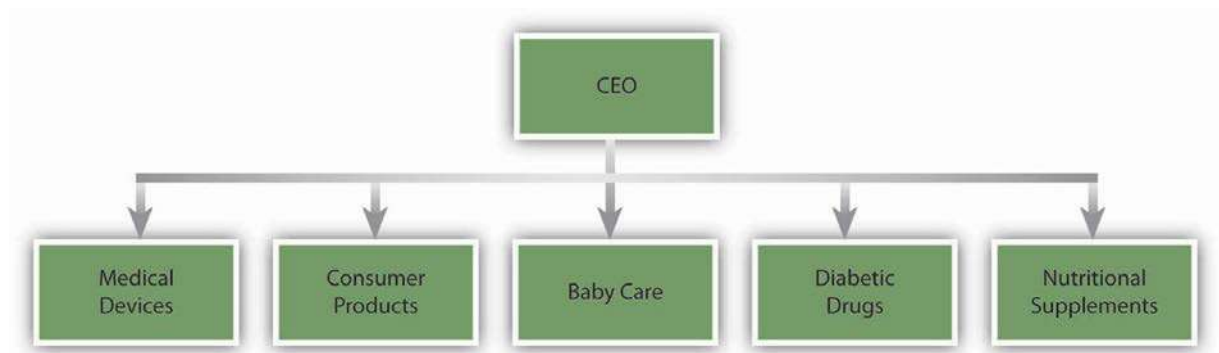 CEO
Medical
Devices
Consumer
Products
Baby Care
Diabetic
Drugs
Nutritional
Supplements